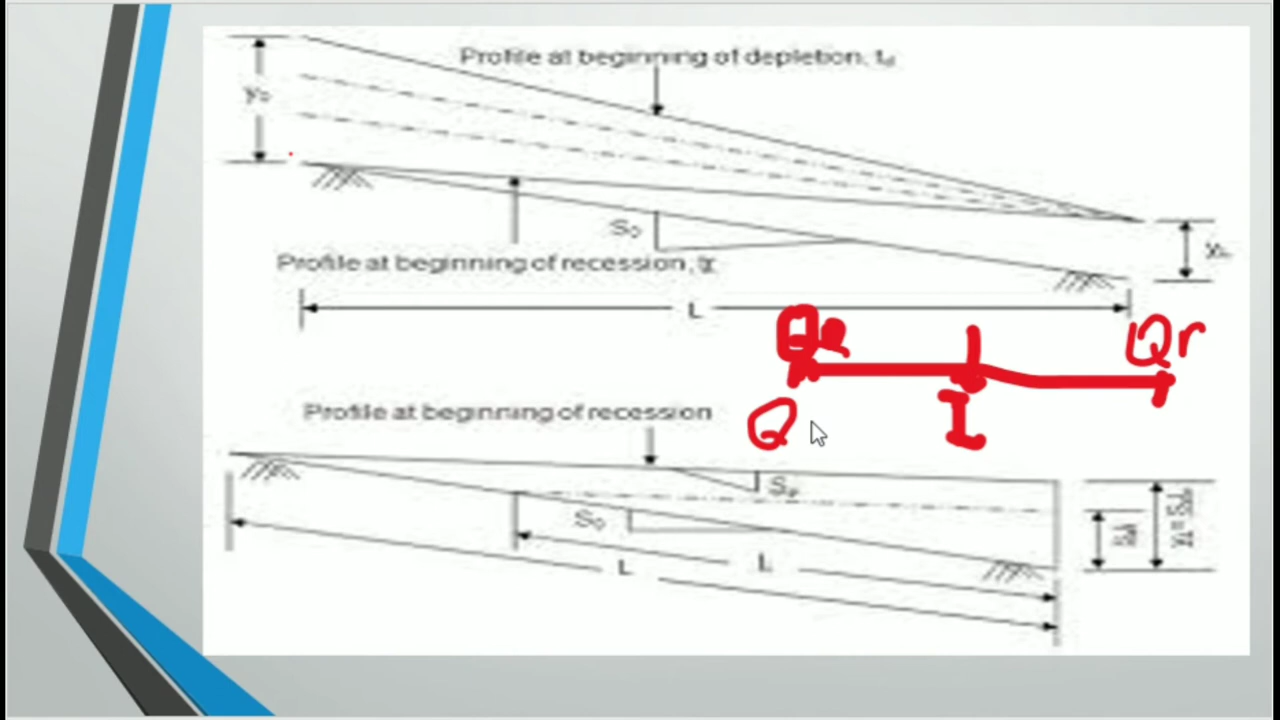 Profile at beginning of depletion, td
y0
S0
Profile at beginning of recession, tr
yL
L
Qr
Q
I
Profile at beginning of recession
Sy
S0
L